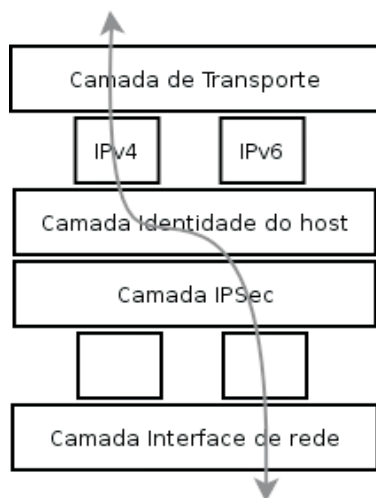 Camada de Transporte
IPv4 IPv6
Camada Identidade do host
Camada IPSec
Camada Interface de rede